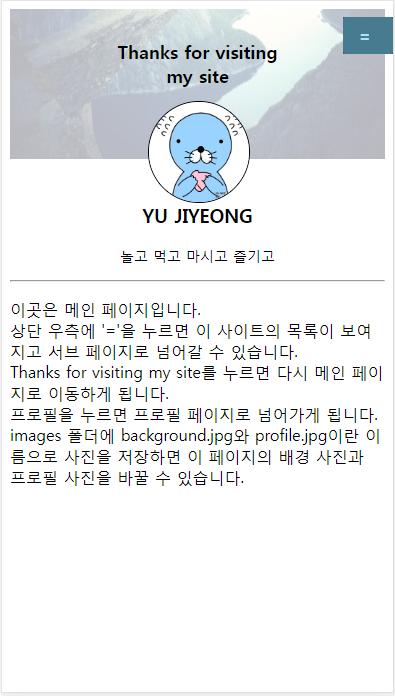 Thanks for visiting
my site
=
YU JIYEONG
놀고 먹고 마시고 즐기고
이곳은 메인 페이지입니다.
상단 우측에 '='을 누르면 이 사이트의 목록이 보여
지고 서브 페이지로 넘어갈 수 있습니다.
Thanks for visiting my site를 누르면 다시 메인 페이
지로 이동하게 됩니다.
프로필을 누르면 프로필 페이지로 넘어가게 됩니다.
images 폴더에 background.jpg와 profile.jpg이란 이
름으로 사진을 저장하면 이 페이지의 배경 사진과
프로필 사진을 바꿀 수 있습니다.